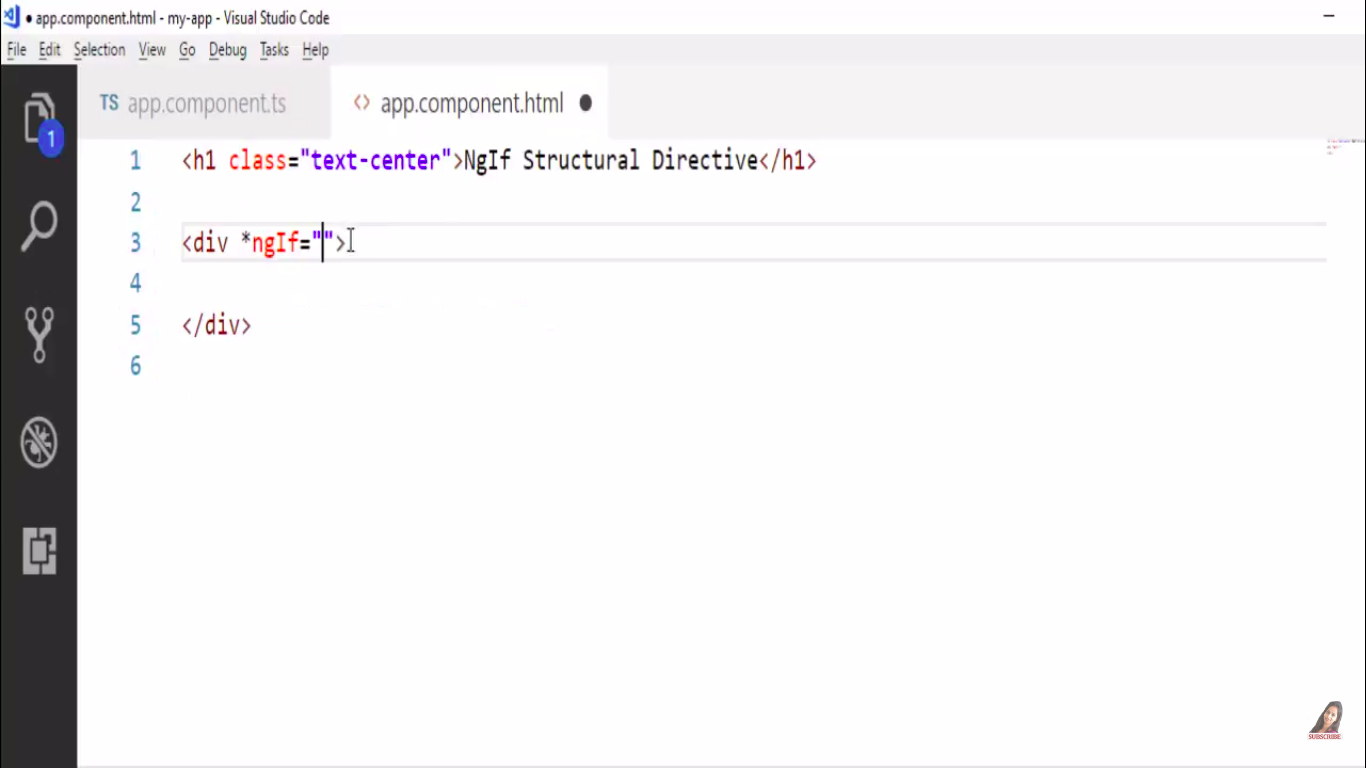 ● app.component.html - my-app - Visual Studio Code
File Edit Selection View Go Debug Tasks Help
TS app.component.ts <> app.component.html ●
1
1 <h1 class="text-center">NgIf Structural Directive</h1>
2
3 <div *ngIf="">
4
5 </div>
6
SUBSCRIBE